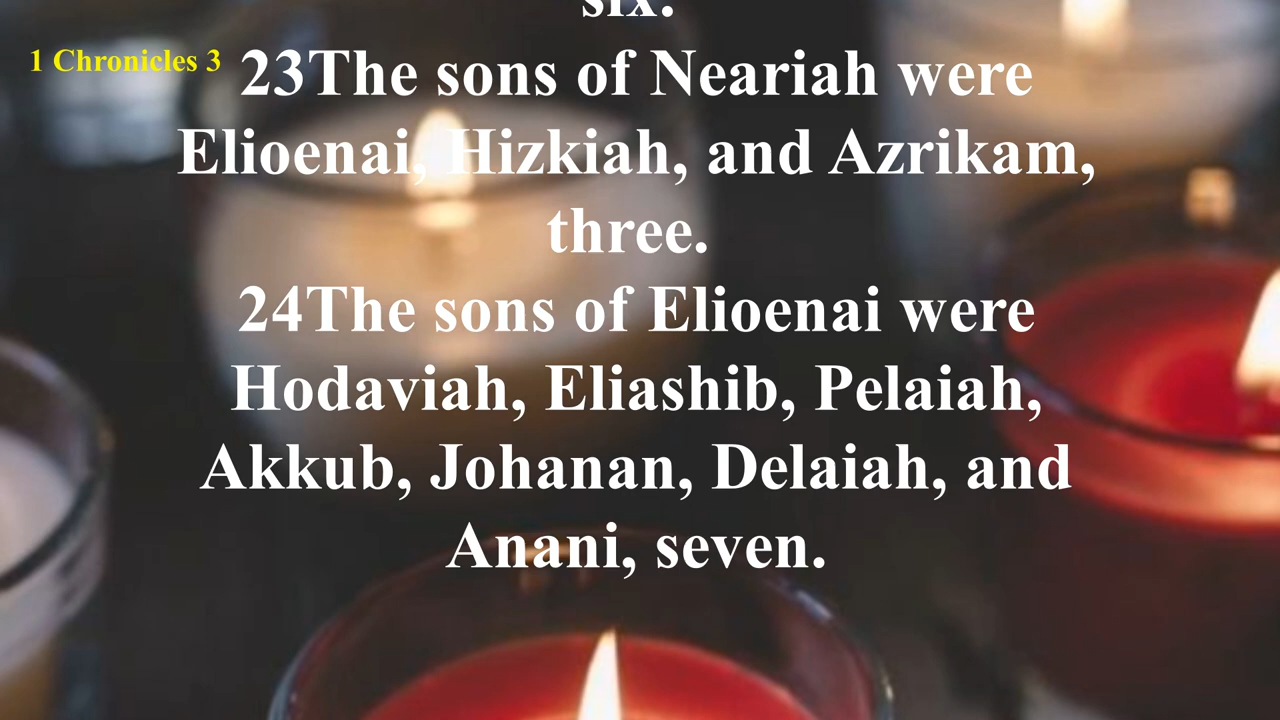 six.
1 Chronicles 3
23The sons of Neariah were
Elioenai, Hizkiah, and Azrikam,
three.
24The sons of Elioenai were
Hodaviah, Eliashib, Pelaiah,
Akkub, Johanan, Delaiah, and
Anani, seven.